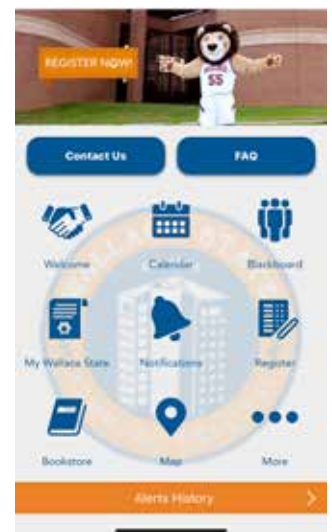 REGISTER NOW!
55
Contact Us
FAQ
Welcome
Calendar
Blackboard
My Wallace State
Notifications
Register
Bookstore
Map
More
Alerts History